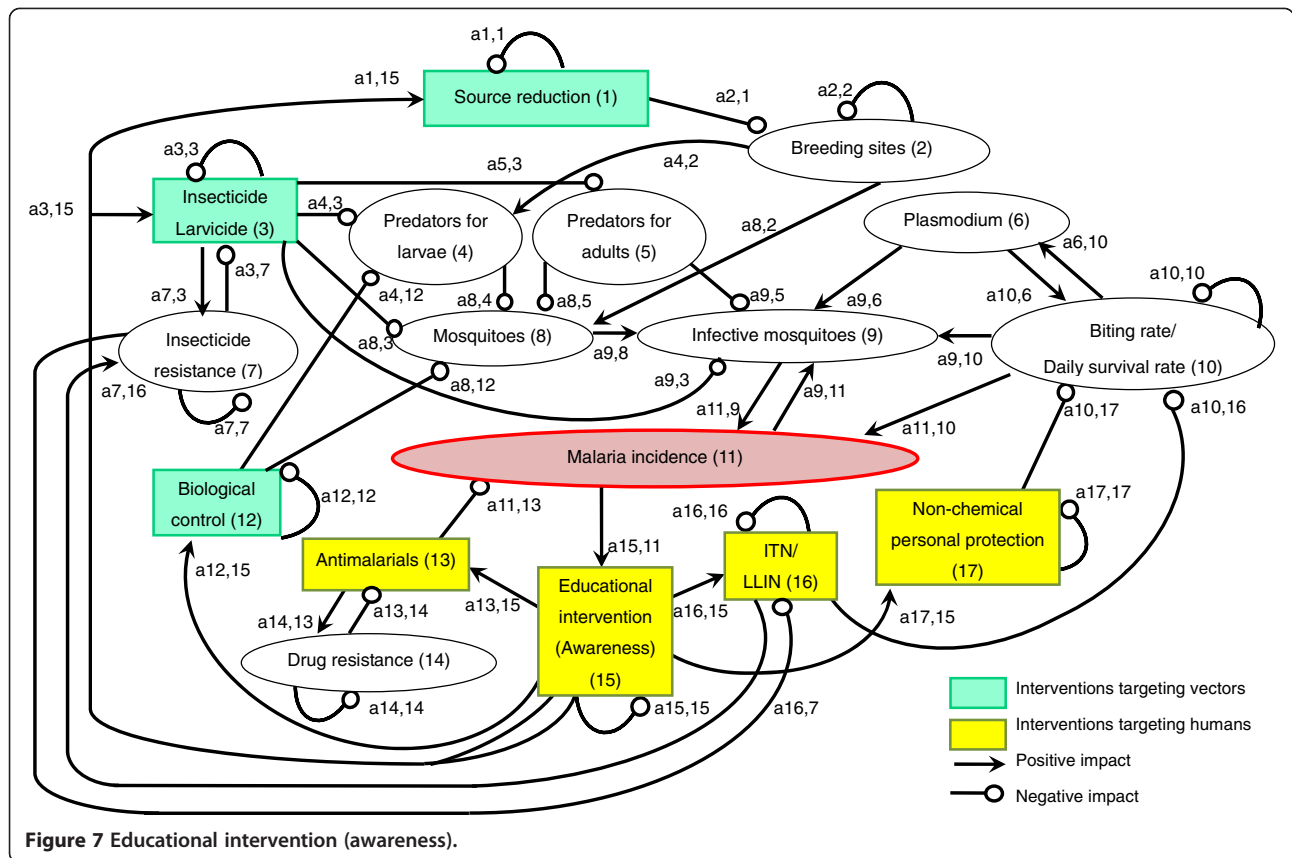 a1,1
a1,15
Source reduction (1)
a2,1
a2,2
Breeding sites (2)
a3,3
a5,3
a4,2
a3,15
Insecticide
Larvicide (3)
a4,3
Predators for
larvae (4)
Predators for
adults (5)
a8,2
Plasmodium (6)
a6,10
a3,7
a7,3
a4,12
a8,4
a8,5
a9,5
a9,6
a10,6
a10,10
Insecticide
resistance (7)
a8,3
Mosquitoes (8)
a9,8
Infective mosquitoes (9)
a9,10
Biting rate/
Daily survival rate (10)
a7,16
a7,7
a8,12
a9,3
a11,9
a9,11
a11,10
a10,17
a10,16
Malaria incidence (11)
Biological
control (12)
a12,12
a11,13
a15,11
a16,16
a17,17
Non-chemical
personal protection
(17)
a12,15
Antimalarials (13)
a13,15
Educational
intervention
(Awareness)
(15)
ITN/
LLIN (16)
a16,15
a17,15
a14,13
a13,14
Drug resistance (14)
a14,14
a15,15
a16,7
Interventions targeting vectors
Interventions targeting humans
Positive impact
Negative impact
Figure 7 Educational intervention (awareness).